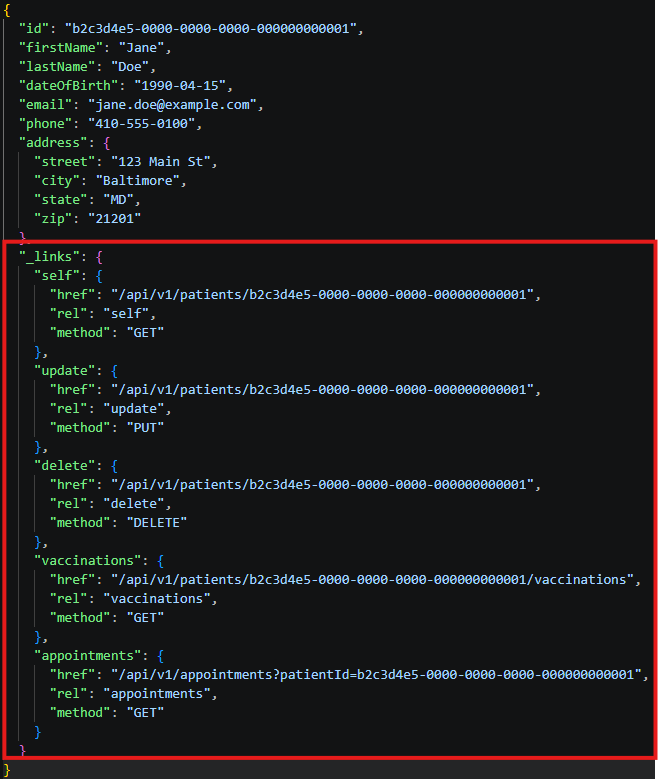 {
  "id": "b2c3d4e5-0000-0000-0000-000000000001",
  "firstName": "Jane",
  "lastName": "Doe",
  "dateOfBirth": "1990-04-15",
  "email": "jane.doe@example.com",
  "phone": "410-555-0100",
  "address": {
    "street": "123 Main St",
    "city": "Baltimore",
    "state": "MD",
    "zip": "21201"
  },
  "_links": {
    "self": {
      "href": "/api/v1/patients/b2c3d4e5-0000-0000-0000-000000000001",
      "rel": "self",
      "method": "GET"
    },
    "update": {
      "href": "/api/v1/patients/b2c3d4e5-0000-0000-0000-000000000001",
      "rel": "update",
      "method": "PUT"
    },
    "delete": {
      "href": "/api/v1/patients/b2c3d4e5-0000-0000-0000-000000000001",
      "rel": "delete",
      "method": "DELETE"
    },
    "vaccinations": {
      "href": "/api/v1/patients/b2c3d4e5-0000-0000-0000-000000000001/vaccinations",
      "rel": "vaccinations",
      "method": "GET"
    },
    "appointments": {
      "href": "/api/v1/appointments?patientId=b2c3d4e5-0000-0000-0000-000000000001",
      "rel": "appointments",
      "method": "GET"
    }
  }
}